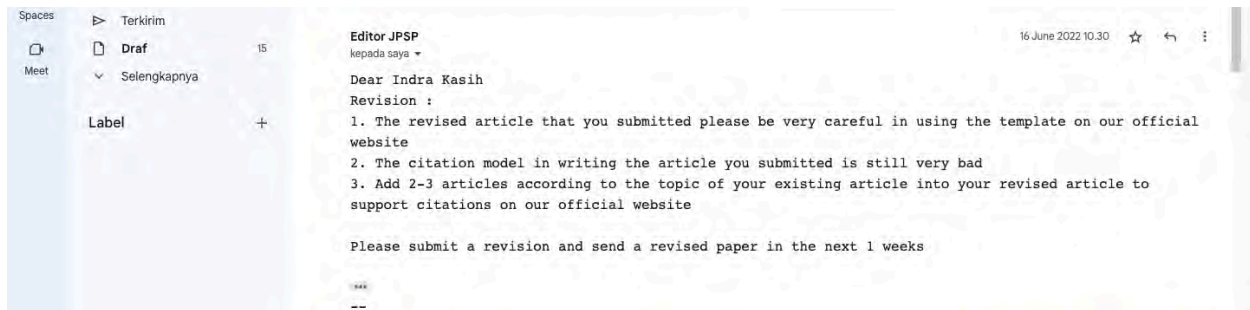 Spaces
Meet
Terkirim
Draf 15
Selengkapnya
Label +
Editor JPSP 16 June 2022 10.30
kepada saya
Dear Indra Kasih
Revision :
1. The revised article that you submitted please be very careful in using the template on our official
website
2. The citation model in writing the article you submitted is still very bad
3. Add 2-3 articles according to the topic of your existing article into your revised article to
support citations on our official website
Please submit a revision and send a revised paper in the next 1 weeks
--